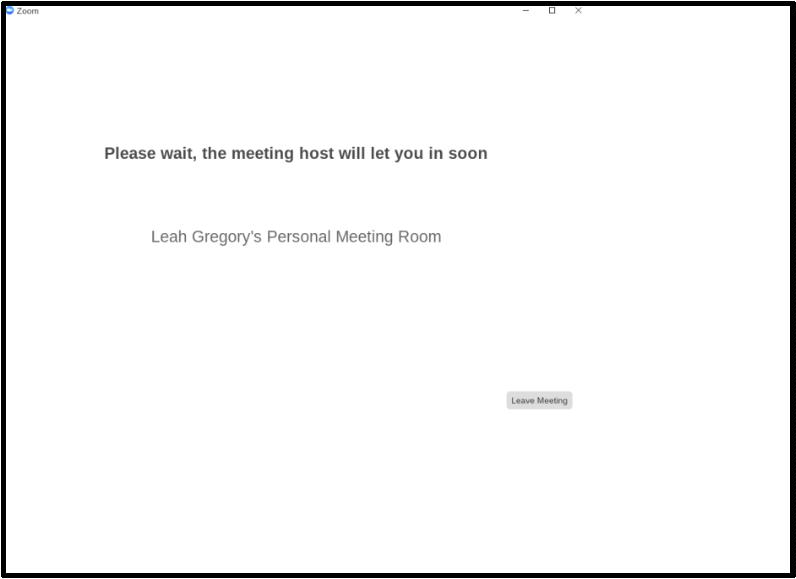 Zoom
Please wait, the meeting host will let you in soon
Leah Gregory's Personal Meeting Room
Leave Meeting